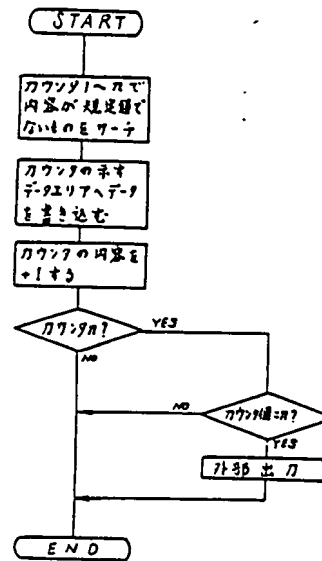 START
カウンタ1〜nで
内容が規定値で
ないものをサーチ
カウンタの示す
データエリアへデータ
を書き込む
カウンタの内容を
+1する
カウンタn?
YES
NO
カウンタ値=n?
NO
YES
外部出力
END